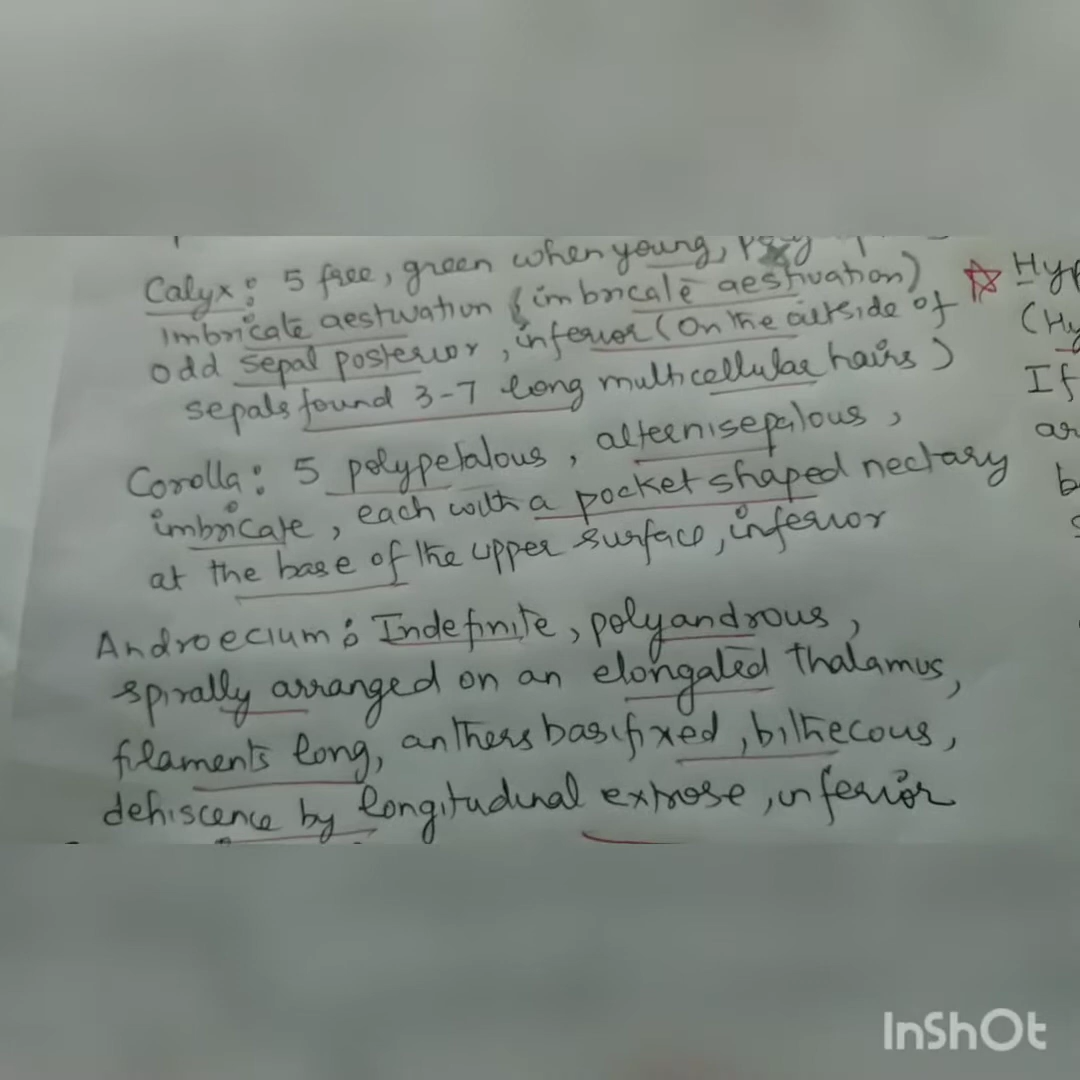 Calyx: 5 free, green when young,
imbricate aestivation (imbricate aestivation)
odd sepal posterior, inferior (On the outside of
sepals found 3-7 long multicellular hairs)
Corolla: 5 polypetalous, alternisepalous,
imbricate, each with a pocket shaped nectary
at the base of the upper surface, inferior
Androecium: Indefinite, polyandrous,
spirally arranged on an elongated thalamus,
filaments long, anthers basifixed, bithecous,
dehiscence by longitudinal extrose, inferior
☆ Hyp
(Hy
If
ar
b
InShOt